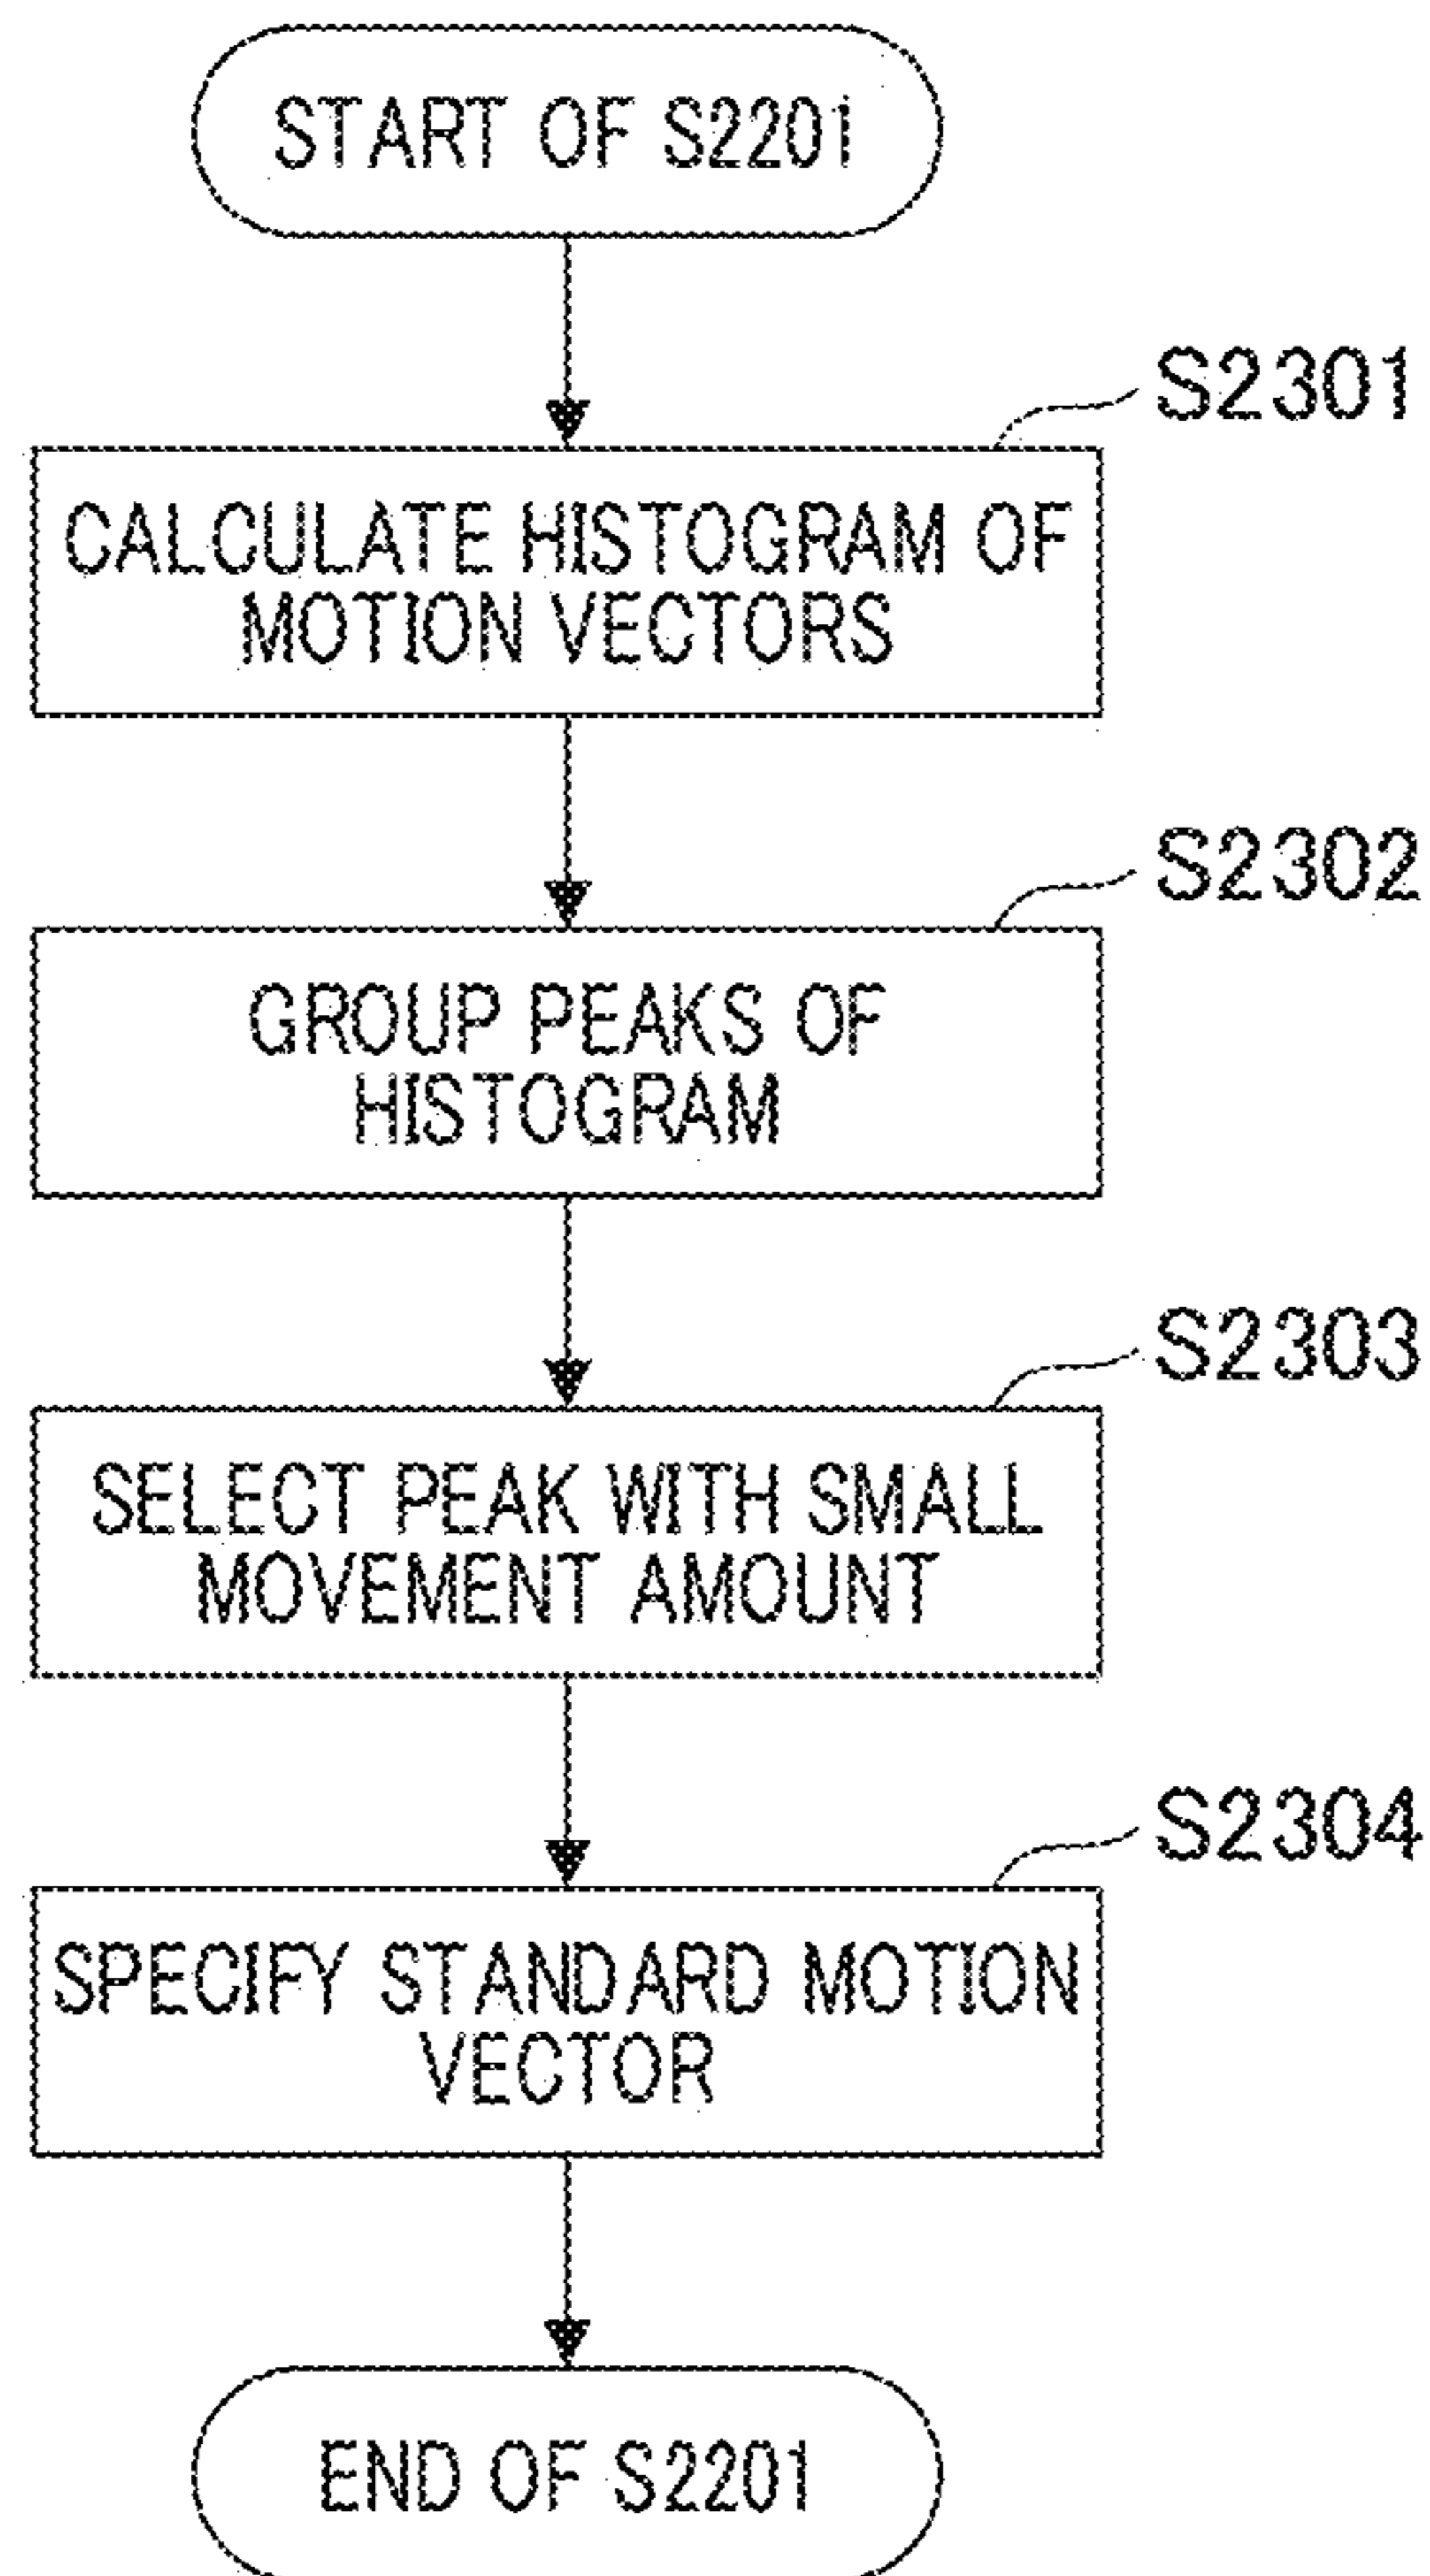 START OF S2201
S2301
CALCULATE HISTOGRAM OF
MOTION VECTORS
S2302
GROUP PEAKS OF
HISTOGRAM
S2303
SELECT PEAK WITH SMALL
MOVEMENT AMOUNT
S2304
SPECIFY STANDARD MOTION
VECTOR
END OF S2201